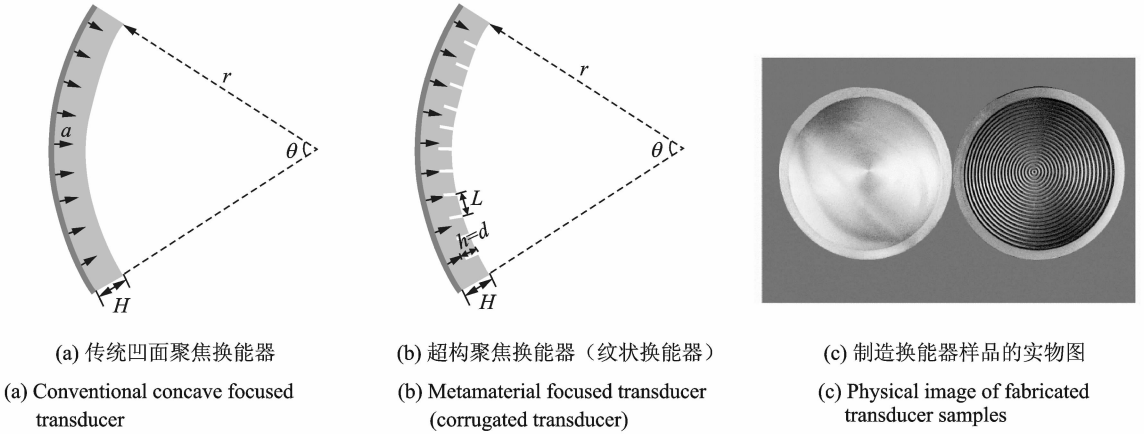 r
a
θ
H
r
θ
L
h=d
H
(a) 传统凹面聚焦换能器
(b) 超构聚焦换能器（纹状换能器）
(c) 制造换能器样品的实物图
(a) Conventional concave focused
transducer
(b) Metamaterial focused transducer
(corrugated transducer)
(c) Physical image of fabricated
transducer samples